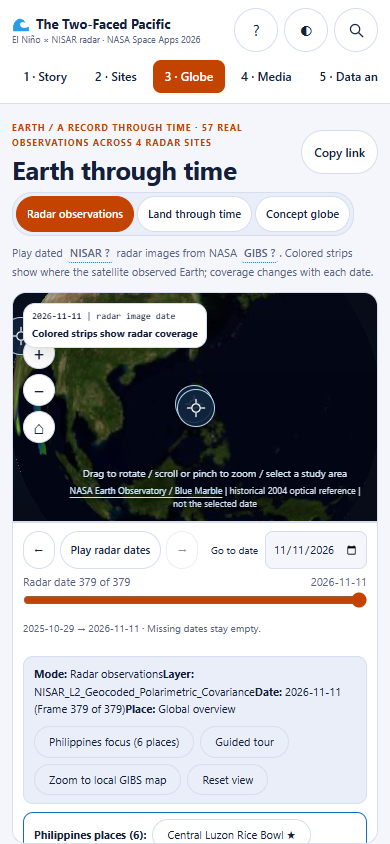 The Two-Faced Pacific
El Niño × NISAR radar · NASA Space Apps 2026
?
1 · Story
2 · Sites
3 · Globe
4 · Media
5 · Data an
EARTH / A RECORD THROUGH TIME · 57 REAL
OBSERVATIONS ACROSS 4 RADAR SITES
Earth through time
Copy link
Radar observations
Land through time
Concept globe
Play dated NISAR ? radar images from NASA GIBS ? . Colored strips
show where the satellite observed Earth; coverage changes with each date.
2026-11-11 | radar image date
Colored strips show radar coverage
+
−
⌂
Drag to rotate / scroll or pinch to zoom / select a study area
NASA Earth Observatory / Blue Marble | historical 2004 optical reference |
not the selected date
←
Play radar dates
→
Go to date
11/11/2026
Radar date 379 of 379
2026-11-11
2025-10-29 → 2026-11-11 · Missing dates stay empty.
Mode: Radar observationsLayer:
NISAR_L2_Geocoded_Polarimetric_CovarianceDate: 2026-11-11
(Frame 379 of 379)Place: Global overview
Philippines focus (6 places)
Guided tour
Zoom to local GIBS map
Reset view
Philippines places (6):
Central Luzon Rice Bowl ★